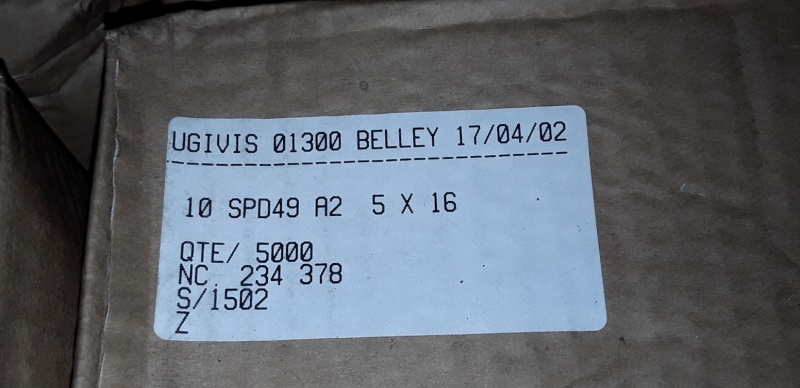 UGIVIS 01300 BELLEY 17/04/02
--------------------------------------------------
10 SPD49 A2 5 X 16
QTE/ 5000
NC. 234 378
S/1502
Z